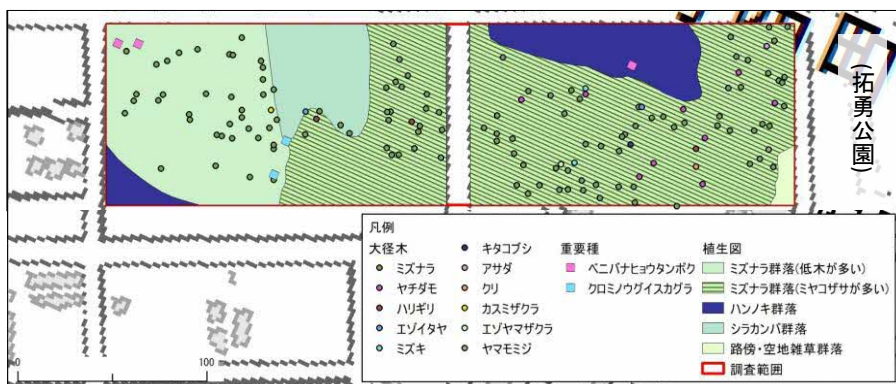 (拓勇公園)
凡例
大径木
ミズナラ
ヤチダモ
ハリギリ
エゾイタヤ
ミズキ
キタコブシ
アサダ
クリ
カスミザクラ
エゾヤマザクラ
ヤマモミジ
重要種
ベニバナヒョウタンボク
クロミノウグイスカグラ
植生図
ミズナラ群落(低木が多い)
ミズナラ群落(ミヤコザサが多い)
ハンノキ群落
シラカンバ群落
路傍・空地雑草群落
調査範囲
0 100